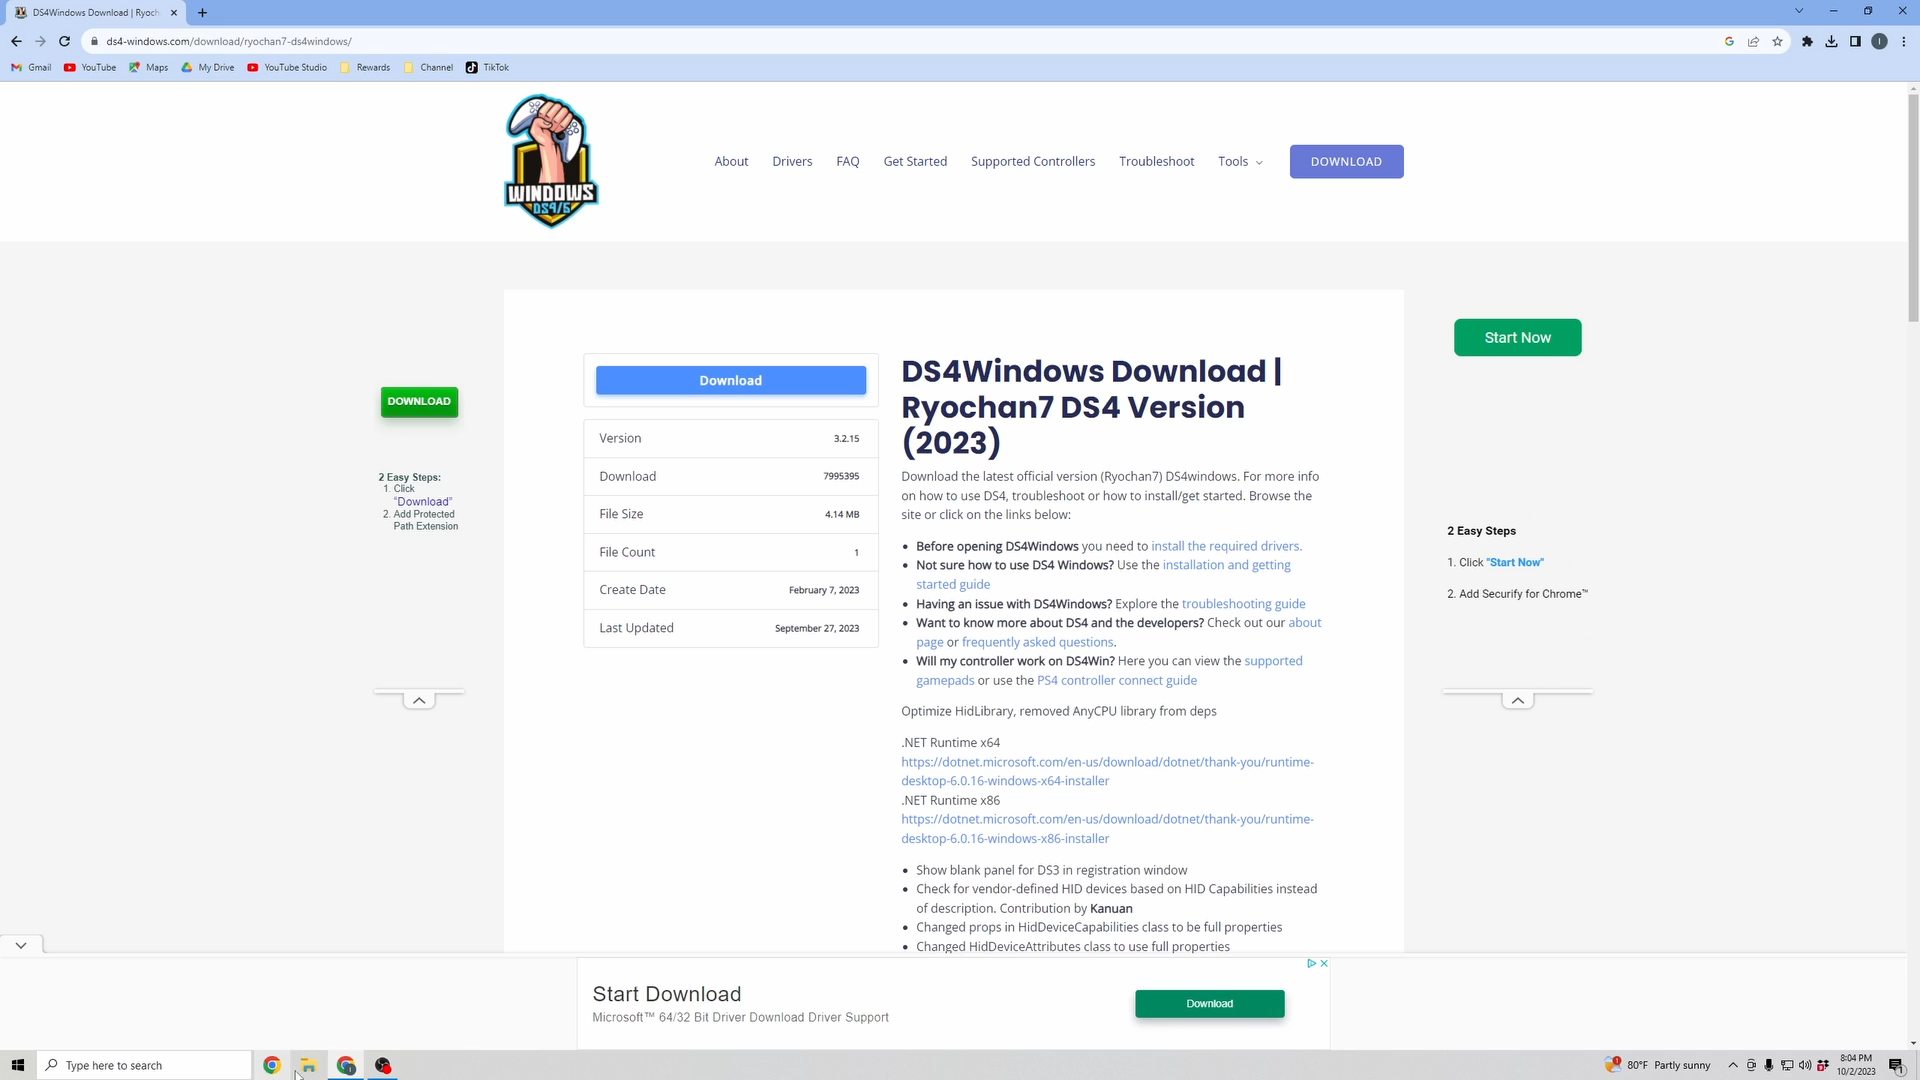 DS4Windows Download | Ryoch
ds4-windows.com/download/ryochan7-ds4windows/
Gmail YouTube Maps My Drive YouTube Studio Rewards Channel TikTok
WINDOWS
DS4/5
About Drivers FAQ Get Started Supported Controllers Troubleshoot Tools DOWNLOAD
DOWNLOAD
2 Easy Steps:
1. Click
"Download"
2. Add Protected
Path Extension
Download
Version 3.2.15
Download 7995395
File Size 4.14 MB
File Count 1
Create Date February 7, 2023
Last Updated September 27, 2023
DS4Windows Download |
Ryochan7 DS4 Version
(2023)
Download the latest official version (Ryochan7) DS4windows. For more info
on how to use DS4, troubleshoot or how to install/get started. Browse the
site or click on the links below:
• Before opening DS4Windows you need to install the required drivers.
• Not sure how to use DS4 Windows? Use the installation and getting
started guide
• Having an issue with DS4Windows? Explore the troubleshooting guide
• Want to know more about DS4 and the developers? Check out our about
page or frequently asked questions.
• Will my controller work on DS4Win? Here you can view the supported
gamepads or use the PS4 controller connect guide
Optimize HidLibrary, removed AnyCPU library from deps
.NET Runtime x64
https://dotnet.microsoft.com/en-us/download/dotnet/thank-you/runtime-
desktop-6.0.16-windows-x64-installer
.NET Runtime x86
https://dotnet.microsoft.com/en-us/download/dotnet/thank-you/runtime-
desktop-6.0.16-windows-x86-installer
• Show blank panel for DS3 in registration window
• Check for vendor-defined HID devices based on HID Capabilities instead
of description. Contribution by Kanuan
• Changed props in HidDeviceCapabilities class to be full properties
• Changed HidDeviceAttributes class to use full properties
Start Now
2 Easy Steps
1. Click "Start Now"
2. Add Securify for Chrome™
Start Download
Microsoft™ 64/32 Bit Driver Download Driver Support
Download
Type here to search
80°F Partly sunny
8:04 PM
10/2/2023